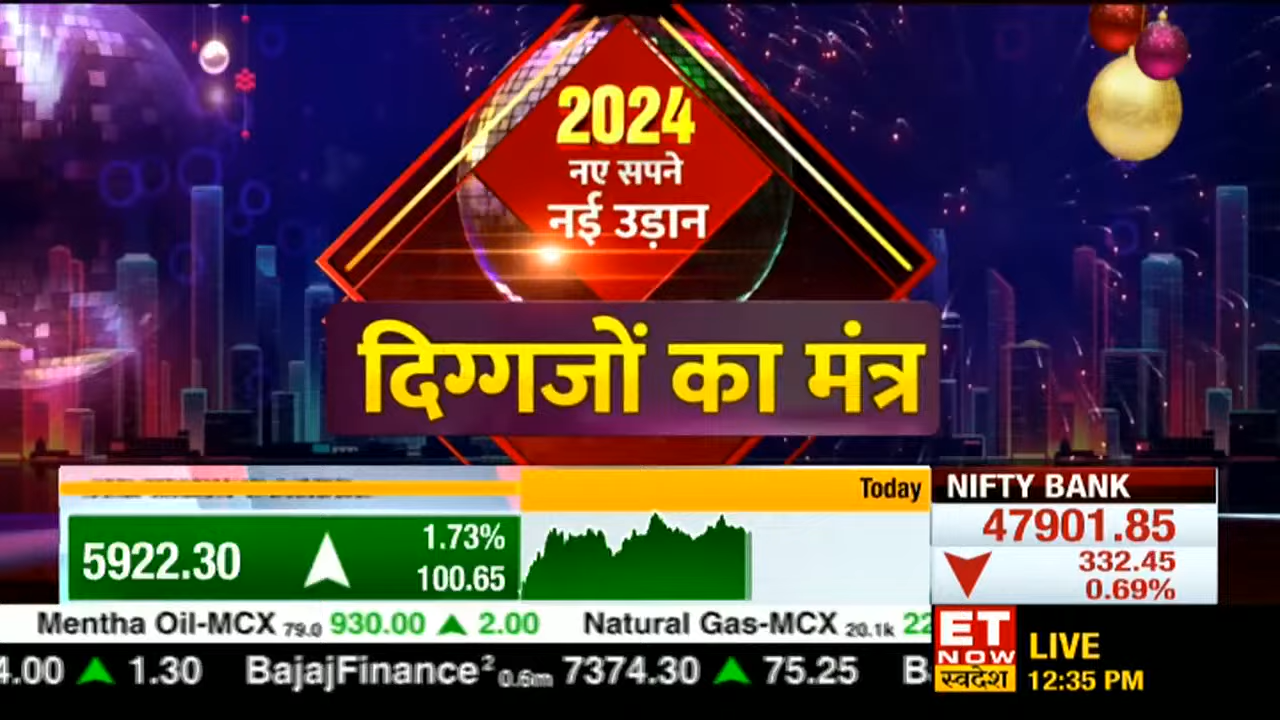 2024
नए सपने
नई उड़ान
दिग्गजों का मंत्र
Today
5922.30
1.73%
100.65
NIFTY BANK
47901.85
332.45
0.69%
Mentha Oil-MCX 79.0 930.00 ▲ 2.00 Natural Gas-MCX 20.1k 22
4.00 ▲ 1.30 BajajFinance² 0.6m 7374.30 ▲ 75.25 B
ET
NOW
स्वदेश
LIVE
12:35 PM